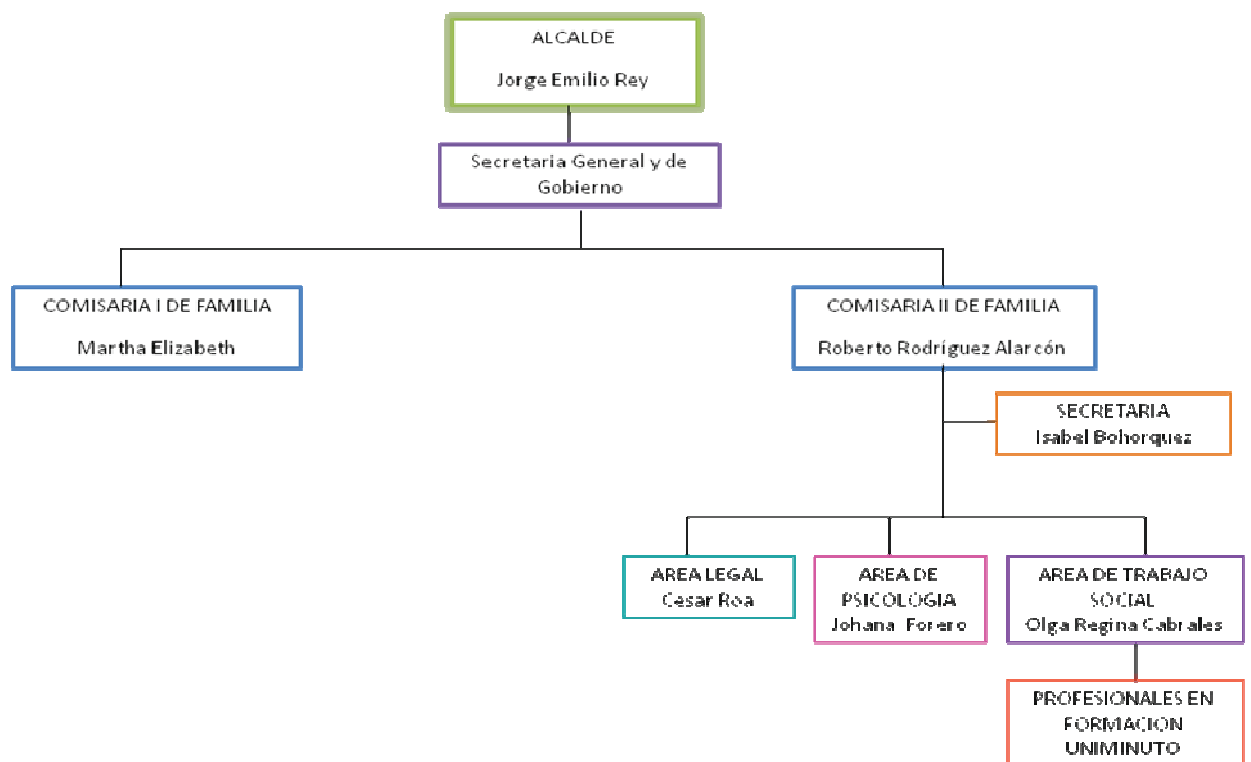 ALCALDE
Jorge Emilio Rey
Secretaria General y de
Gobierno
COMISARIA I DE FAMILIA
Martha Elizabeth
COMISARIA II DE FAMILIA
Roberto Rodríguez Alarcón
SECRETARIA
Isabel Bohorquez
AREA LEGAL
Cesar Roa
AREA DE
PSICOLOGIA
Johana Forero
AREA DE TRABAJO
SOCIAL
Olga Regina Cabrales
PROFESIONALES EN
FORMACION
UNIMINUTO